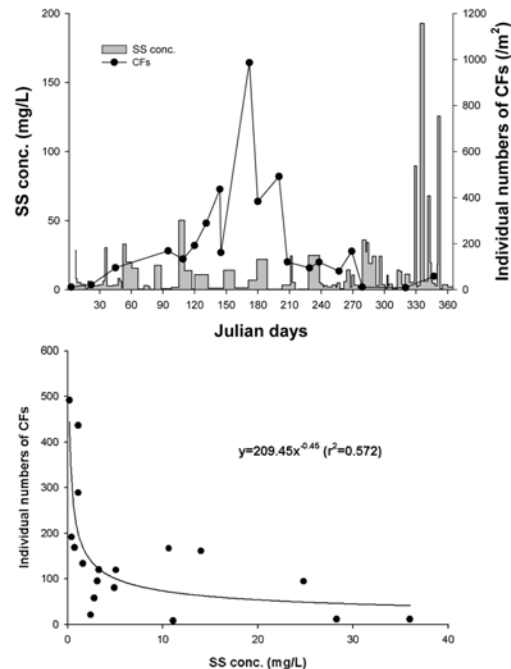 200
150
100
50
0
SS conc. (mg/L)
SS conc.
CFs
1200
1000
800
600
400
200
0
Individual numbers of CFs (/m²)
30 60 90 120 150 180 210 240 270 300 330 360
Julian days
600
500
400
300
200
100
0
Individual numbers of CFs
y=209.45x^-0.45 (r²=0.572)
0 10 20 30 40
SS conc. (mg/L)